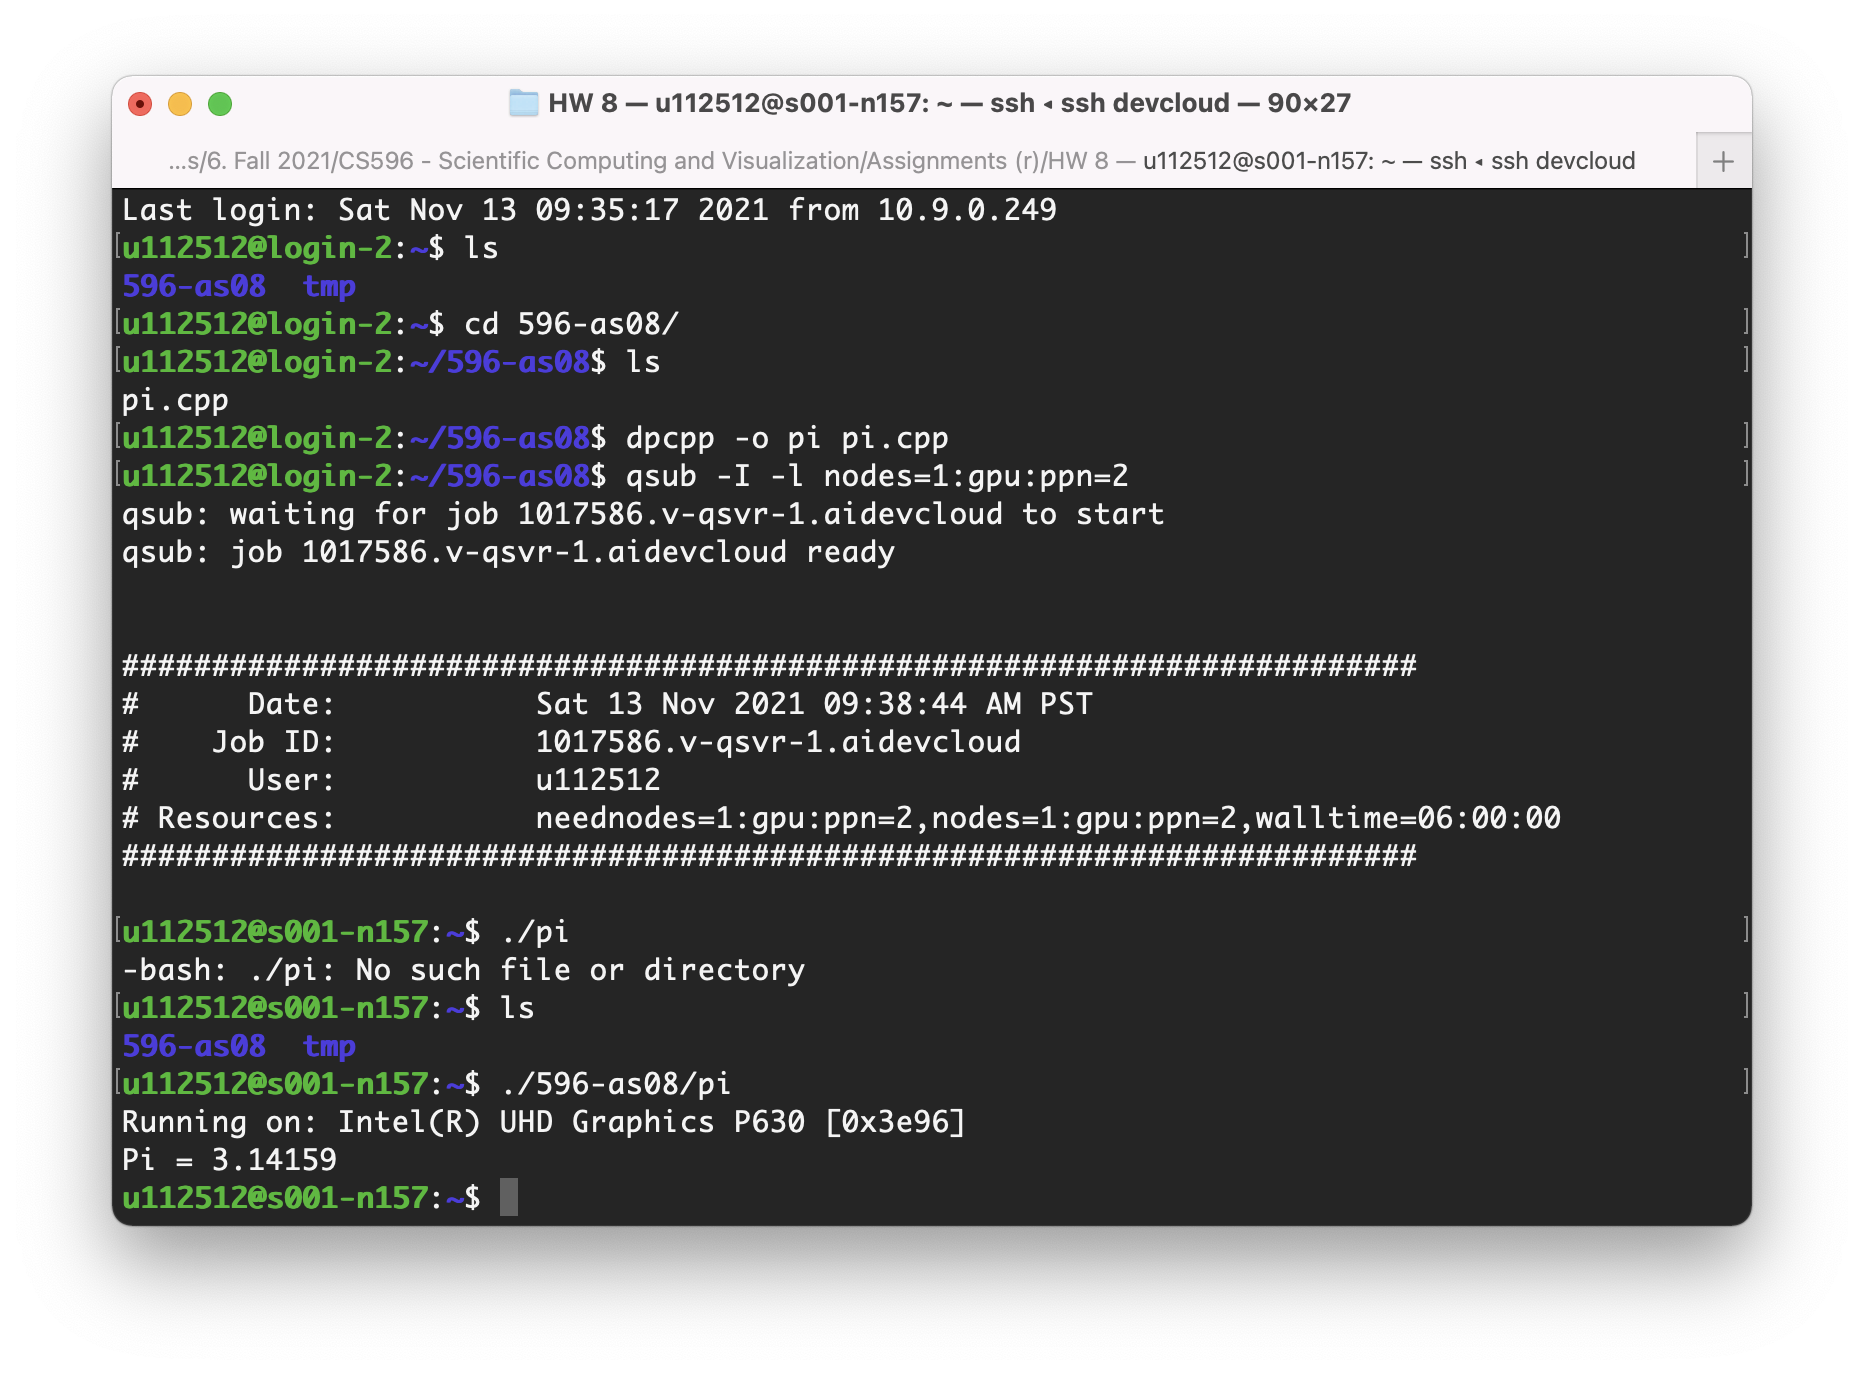 HW 8 — u112512@s001-n157: ~ — ssh ◂ ssh devcloud — 90×27
...s/6. Fall 2021/CS596 - Scientific Computing and Visualization/Assignments (r)/HW 8 — u112512@s001-n157: ~ — ssh ◂ ssh devcloud +
Last login: Sat Nov 13 09:35:17 2021 from 10.9.0.249
[u112512@login-2:~$ ls ]
596-as08  tmp
[u112512@login-2:~$ cd 596-as08/ ]
[u112512@login-2:~/596-as08$ ls ]
pi.cpp
[u112512@login-2:~/596-as08$ dpcpp -o pi pi.cpp ]
[u112512@login-2:~/596-as08$ qsub -I -l nodes=1:gpu:ppn=2 ]
qsub: waiting for job 1017586.v-qsvr-1.aidevcloud to start
qsub: job 1017586.v-qsvr-1.aidevcloud ready
########################################################################
#      Date:           Sat 13 Nov 2021 09:38:44 AM PST
#    Job ID:           1017586.v-qsvr-1.aidevcloud
#      User:           u112512
# Resources:           neednodes=1:gpu:ppn=2,nodes=1:gpu:ppn=2,walltime=06:00:00
########################################################################
[u112512@s001-n157:~$ ./pi ]
-bash: ./pi: No such file or directory
[u112512@s001-n157:~$ ls ]
596-as08  tmp
[u112512@s001-n157:~$ ./596-as08/pi ]
Running on: Intel(R) UHD Graphics P630 [0x3e96]
Pi = 3.14159
u112512@s001-n157:~$